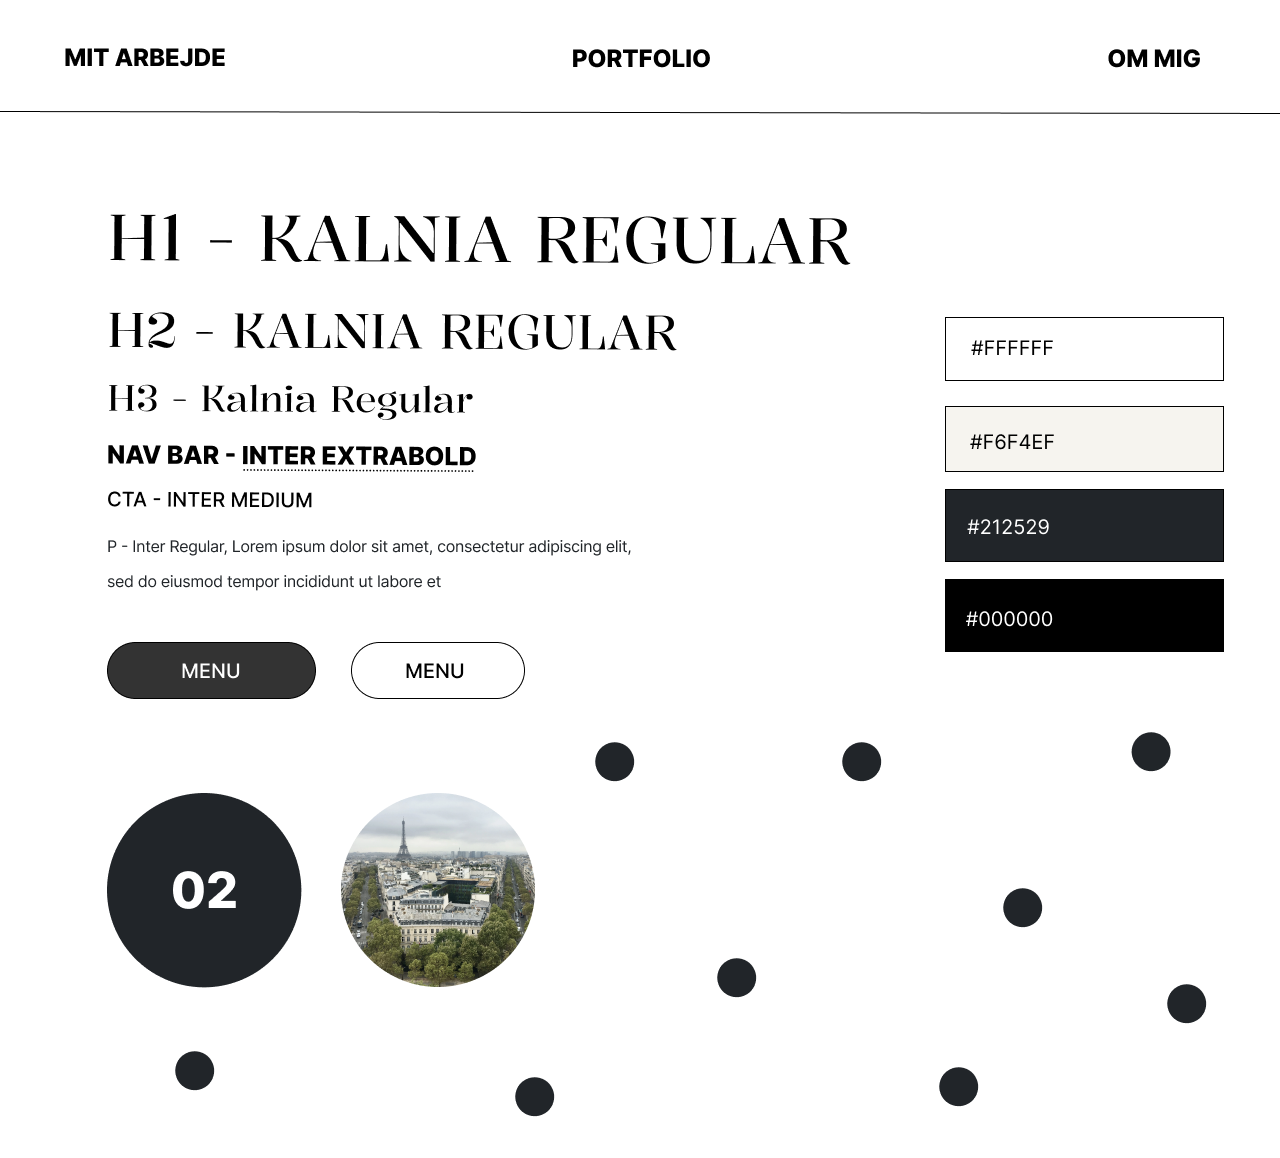 MIT ARBEJDE
PORTFOLIO
OM MIG
H1 - KALNIA REGULAR
H2 - KALNIA REGULAR
H3 - Kalnia Regular
NAV BAR - INTER EXTRABOLD
CTA - INTER MEDIUM
P - Inter Regular, Lorem ipsum dolor sit amet, consectetur adipiscing elit,
sed do eiusmod tempor incididunt ut labore et
MENU
MENU
#FFFFFF
#F6F4EF
#212529
#000000
02